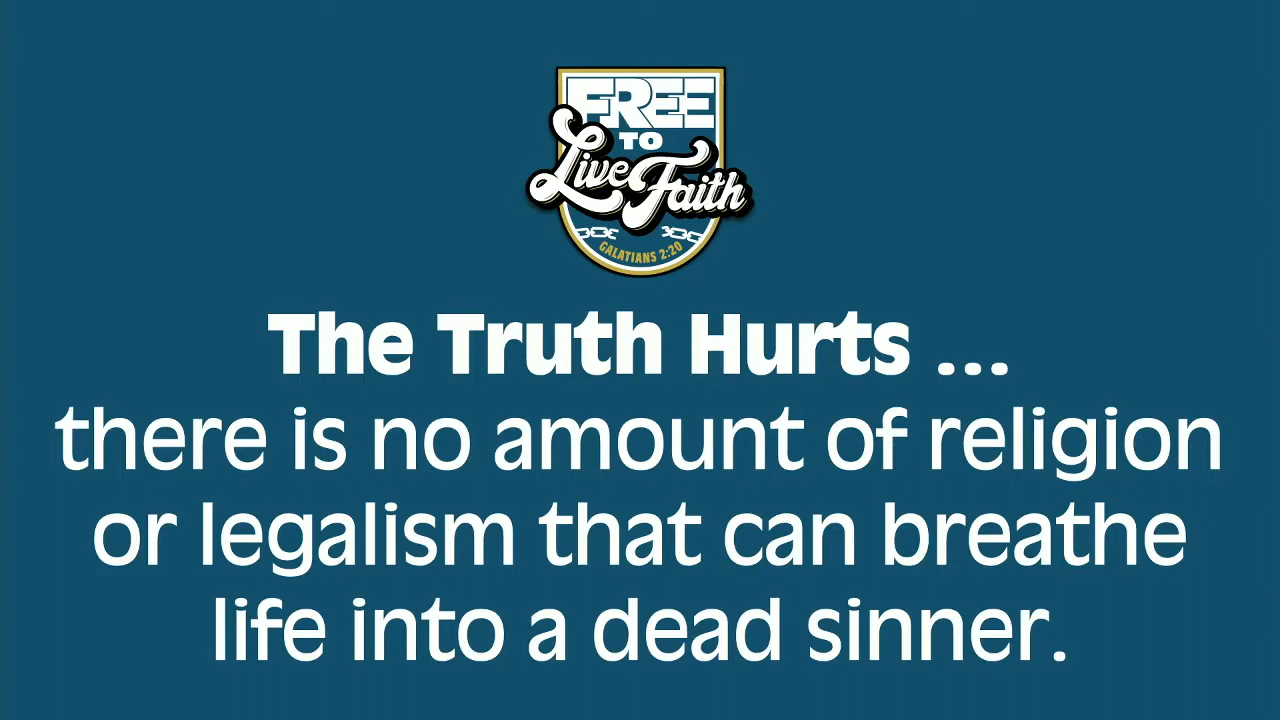 FREE
TO
Live Faith
GALATIANS 2:20
The Truth Hurts ...
there is no amount of religion
or legalism that can breathe
life into a dead sinner.